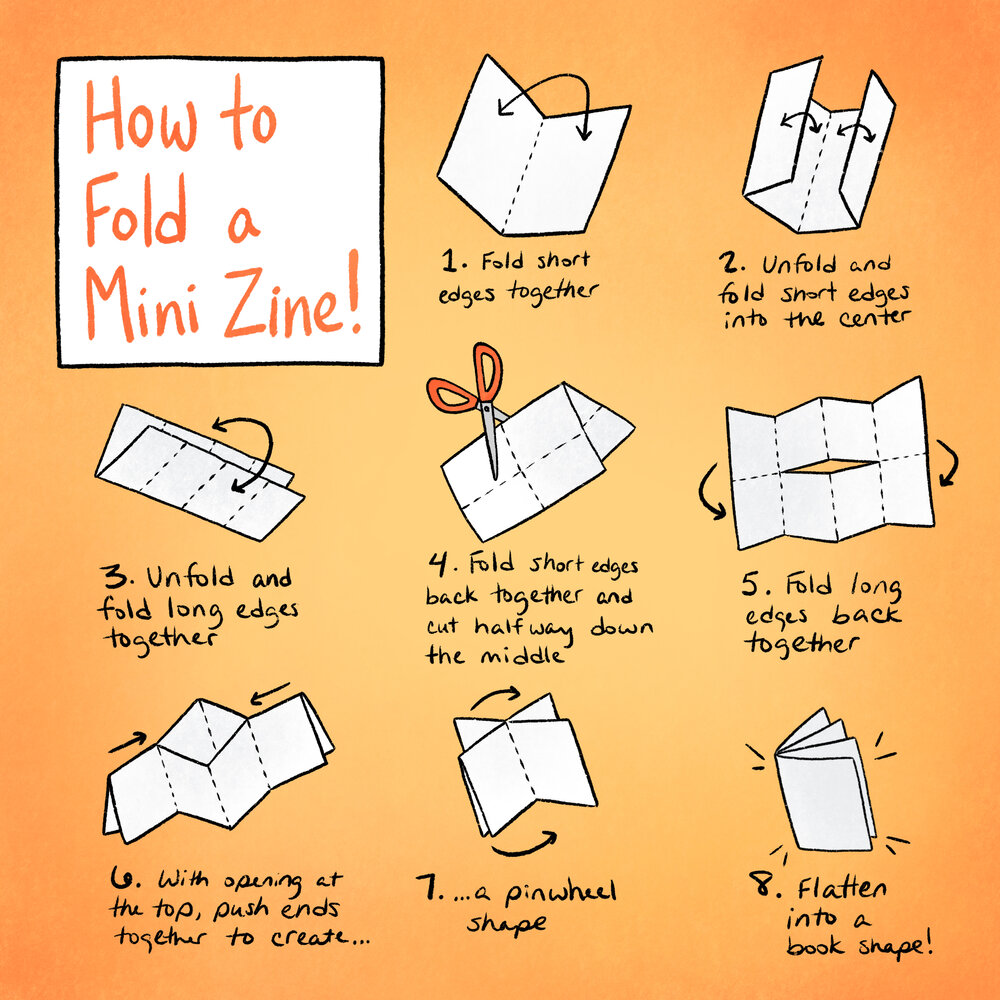 How to
Fold a
Mini Zine!
1. Fold short
edges together
2. Unfold and
fold short edges
into the center
3. Unfold and
fold long edges
together
4. Fold short edges
back together and
cut halfway down
the middle
5. Fold long
edges back
together
6. With opening at
the top, push ends
together to create...
7. ...a pinwheel
shape
8. Flatten
into a
book shape!